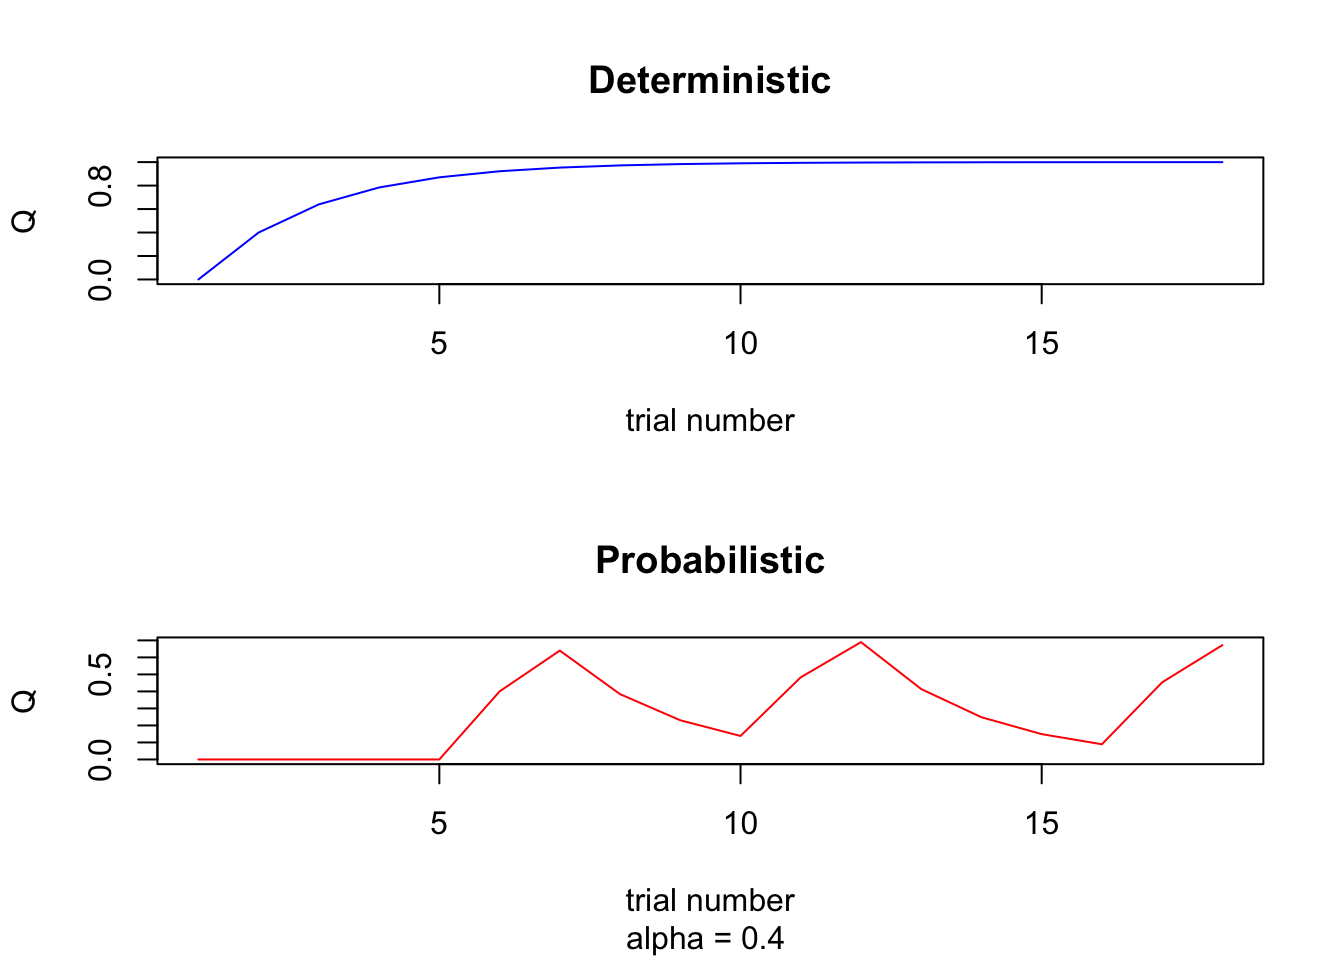 Deterministic
Q
0.8
0.0
5 10 15
trial number
Probabilistic
Q
0.5
0.0
5 10 15
trial number
alpha = 0.4